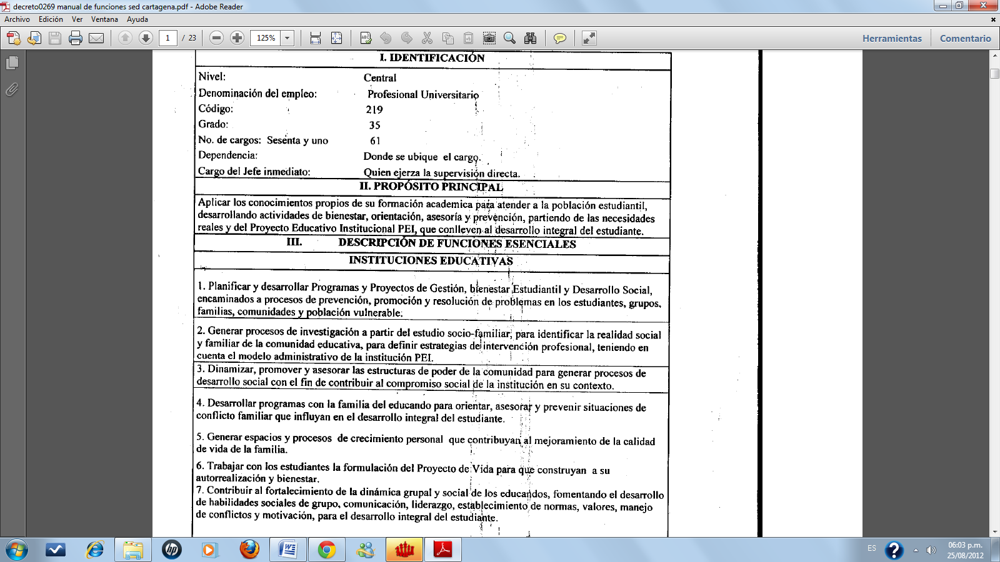 decreto0269 manual de funciones sed cartagena.pdf - Adobe Reader
Archivo Edición Ver Ventana Ayuda
1 / 23 125% Herramientas Comentario
I. IDENTIFICACIÓN
Nivel: Central
Denominación del empleo: Profesional Universitario
Código: 219
Grado: 35
No. de cargos: Sesenta y uno 61
Dependencia: Donde se ubique el cargo.
Cargo del Jefe inmediato: Quien ejerza la supervisión directa.
II. PROPÓSITO PRINCIPAL
Aplicar los conocimientos propios de su formación academica para atender a la población estudiantil,
desarrollando actividades de bienestar, orientación, asesoría y prevención, partiendo de las necesidades
reales y del Proyecto Educativo Institucional PEI, que conlleven al desarrollo integral del estudiante.
III. DESCRIPCIÓN DE FUNCIONES ESENCIALES
INSTITUCIONES EDUCATIVAS
1. Planificar y desarrollar Programas y Proyectos de Gestión, bienestar Estudiantil y Desarrollo Social,
encaminados a procesos de prevención, promoción y resolución de problemas en los estudiantes, grupos,
familias, comunidades y población vulnerable.
2. Generar procesos de investigación a partir del estudio socio-familiar, para identificar la realidad social
y familiar de la comunidad educativa, para definir estrategias de intervención profesional, teniendo en
cuenta el modelo administrativo de la institución PEI.
3. Dinamizar, promover y asesorar las estructuras de poder de la comunidad para generar procesos de
desarrollo social con el fin de contribuir al compromiso social de la institución en su contexto.
4. Desarrollar programas con la familia del educando para orientar, asesorar y prevenir situaciones de
conflicto familiar que influyan en el desarrollo integral del estudiante.
5. Generar espacios y procesos de crecimiento personal que contribuyan al mejoramiento de la calidad
de vida de la familia.
6. Trabajar con los estudiantes la formulación del Proyecto de Vida para que construyan a su
autorrealización y bienestar.
7. Contribuir al fortalecimiento de la dinámica grupal y social de los educandos, fomentando el desarrollo
de habilidades sociales de grupo, comunicación, liderazgo, establecimiento de normas, valores, manejo
de conflictos y motivación, para el desarrollo integral del estudiante.
ES
06:03 p.m.
25/08/2012